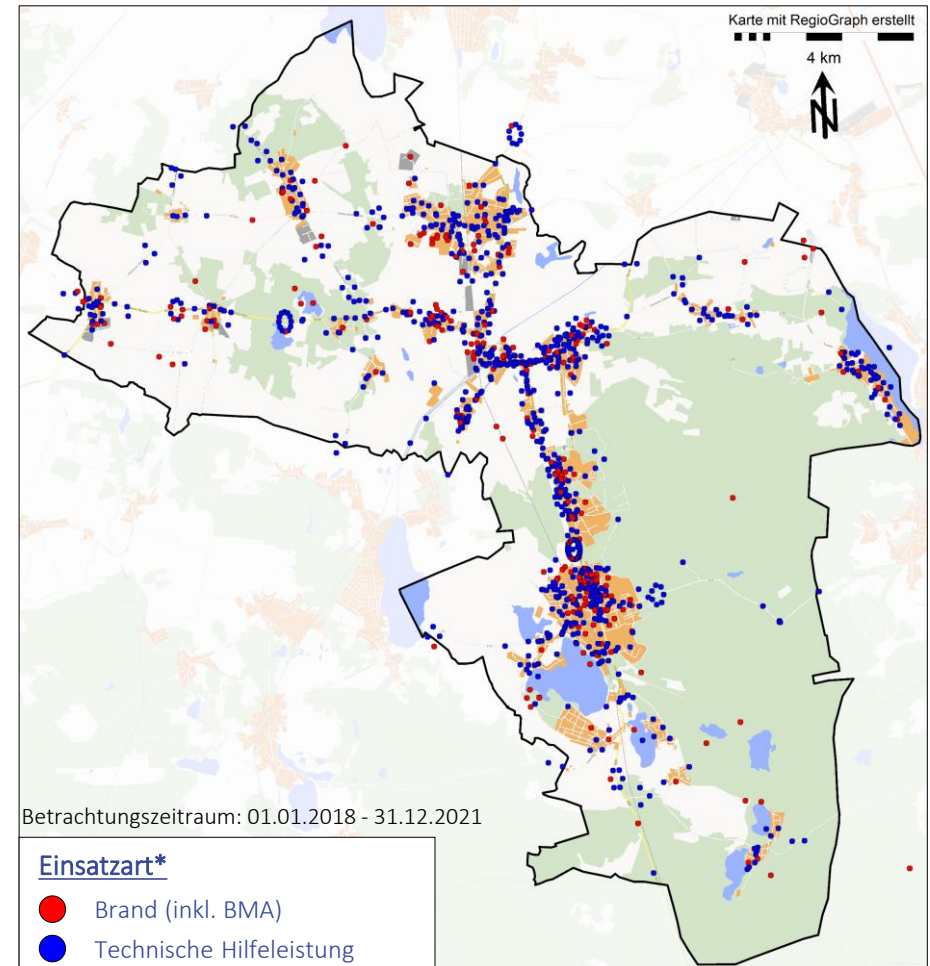 Karte mit RegioGraph erstellt
4 km
N
Betrachtungszeitraum: 01.01.2018 - 31.12.2021
Einsatzart*
Brand (inkl. BMA)
Technische Hilfeleistung